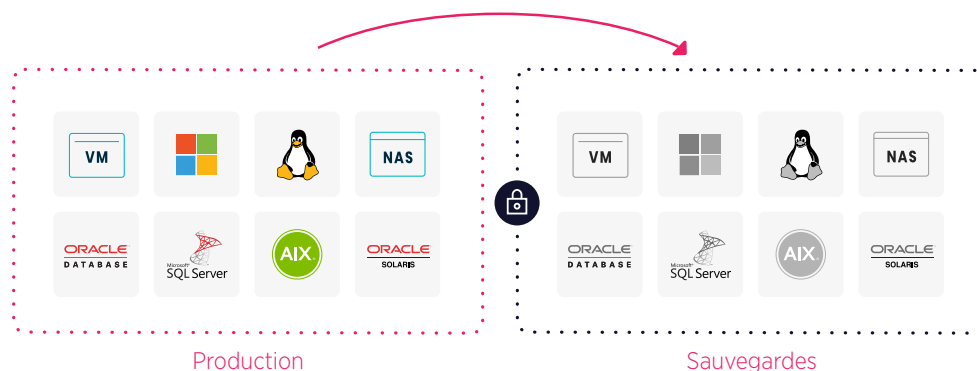 VM
NAS
VM
NAS
ORACLE
DATABASE
Microsoft
SQL Server
AIX
ORACLE
SOLARIS
ORACLE
DATABASE
Microsoft
SQL Server
AIX
ORACLE
SOLARIS
Production
Sauvegardes